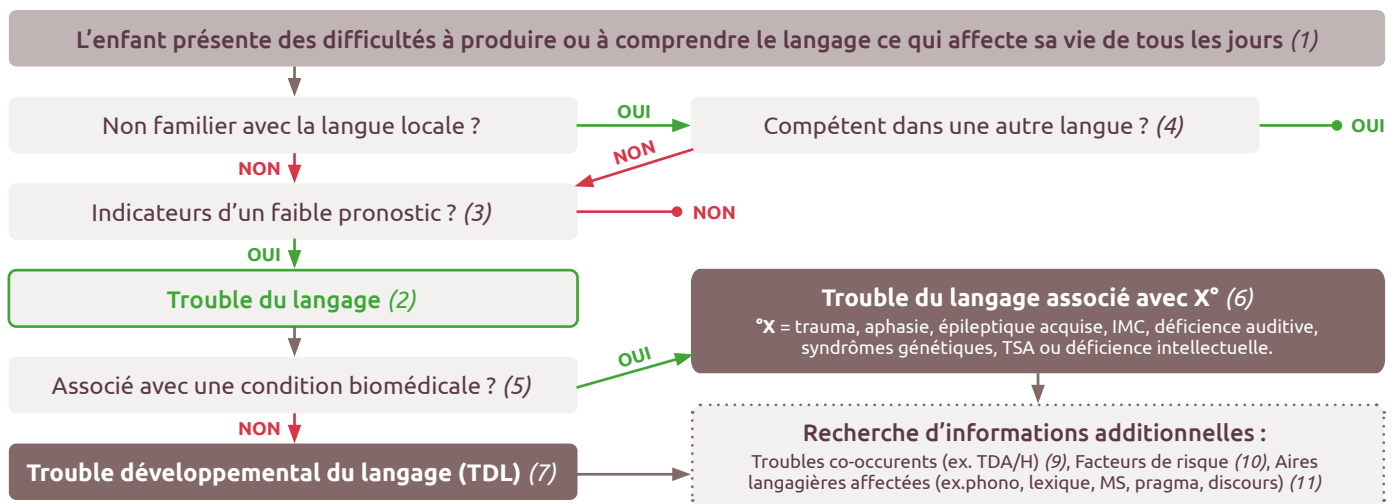 L'enfant présente des difficultés à produire ou à comprendre le langage ce qui affecte sa vie de tous les jours (1)
Non familier avec la langue locale ?
OUI
Compétent dans une autre langue ? (4)
OUI
NON
NON
Indicateurs d'un faible pronostic ? (3)
NON
OUI
Trouble du langage (2)
Trouble du langage associé avec X° (6)
°X = trauma, aphasie, épileptique acquise, IMC, déficience auditive,
syndrômes génétiques, TSA ou déficience intellectuelle.
OUI
Associé avec une condition biomédicale ? (5)
NON
Trouble développemental du langage (TDL) (7)
Recherche d'informations additionnelles :
Troubles co-occurents (ex. TDA/H) (9), Facteurs de risque (10), Aires
langagières affectées (ex.phono, lexique, MS, pragma, discours) (11)